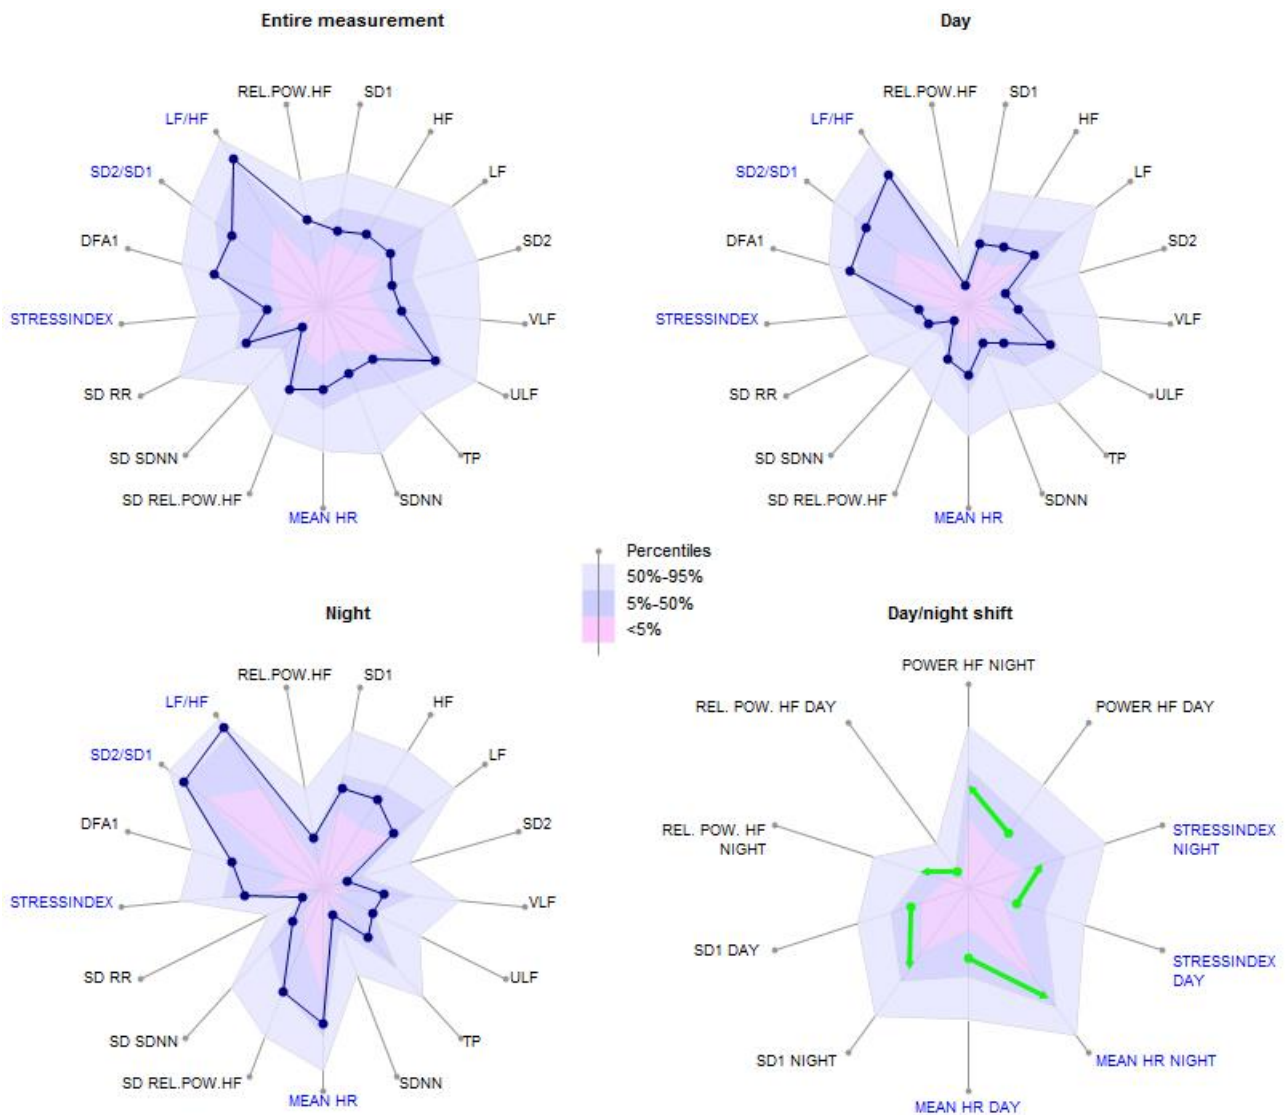 Entire measurement
REL.POW.HF
SD1
LF/HF
HF
SD2/SD1
LF
DFA1
SD2
STRESSINDEX
VLF
SD RR
ULF
SD SDNN
TP
SD REL.POW.HF
SDNN
MEAN HR
Day
REL.POW.HF
SD1
LF/HF
HF
SD2/SD1
LF
DFA1
SD2
STRESSINDEX
VLF
SD RR
ULF
SD SDNN
TP
SD REL.POW.HF
SDNN
MEAN HR
Percentiles
50%-95%
5%-50%
<5%
Night
REL.POW.HF
SD1
LF/HF
HF
SD2/SD1
LF
DFA1
SD2
STRESSINDEX
VLF
SD RR
ULF
SD SDNN
TP
SD REL.POW.HF
SDNN
MEAN HR
Day/night shift
POWER HF NIGHT
REL. POW. HF DAY
POWER HF DAY
REL. POW. HF
NIGHT
STRESSINDEX
NIGHT
SD1 DAY
STRESSINDEX
DAY
SD1 NIGHT
MEAN HR NIGHT
MEAN HR DAY